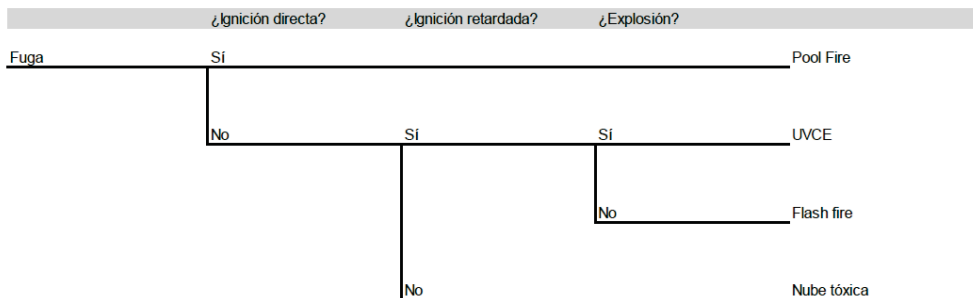 ¿Ignición directa? ¿Ignición retardada? ¿Explosión?
Fuga Sí Pool Fire
No Sí Sí UVCE
No Flash fire
No Nube tóxica